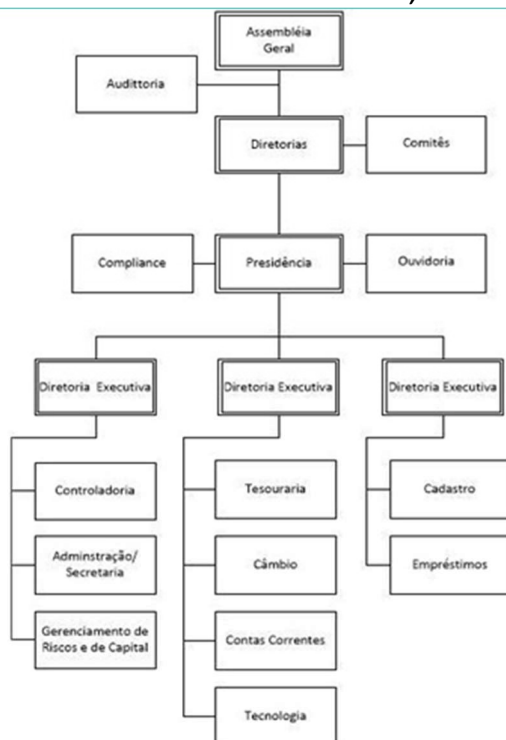 Assembléia
Geral
Audittoria
Diretorias
Comitês
Compliance
Presidência
Ouvidoria
Diretoria Executiva
Diretoria Executiva
Diretoria Executiva
Controladoria
Tesouraria
Cadastro
Adminstração/
Secretaria
Câmbio
Empréstimos
Gerenciamento de
Riscos e de Capital
Contas Correntes
Tecnologia